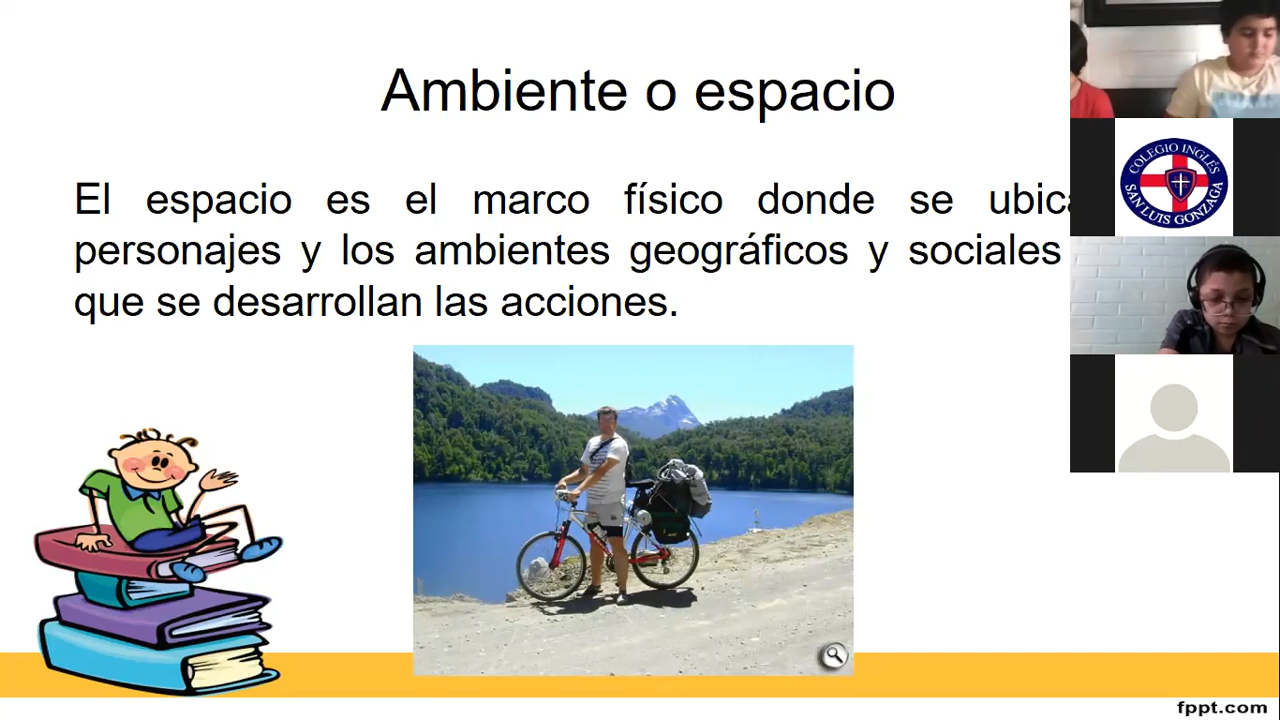 Ambiente o espacio
El espacio es el marco físico donde se
personajes y los ambientes geográficos y sociales
que se desarrollan las acciones.
COLEGIO INGLÉS
SAN LUIS GONZAGA
fppt.com